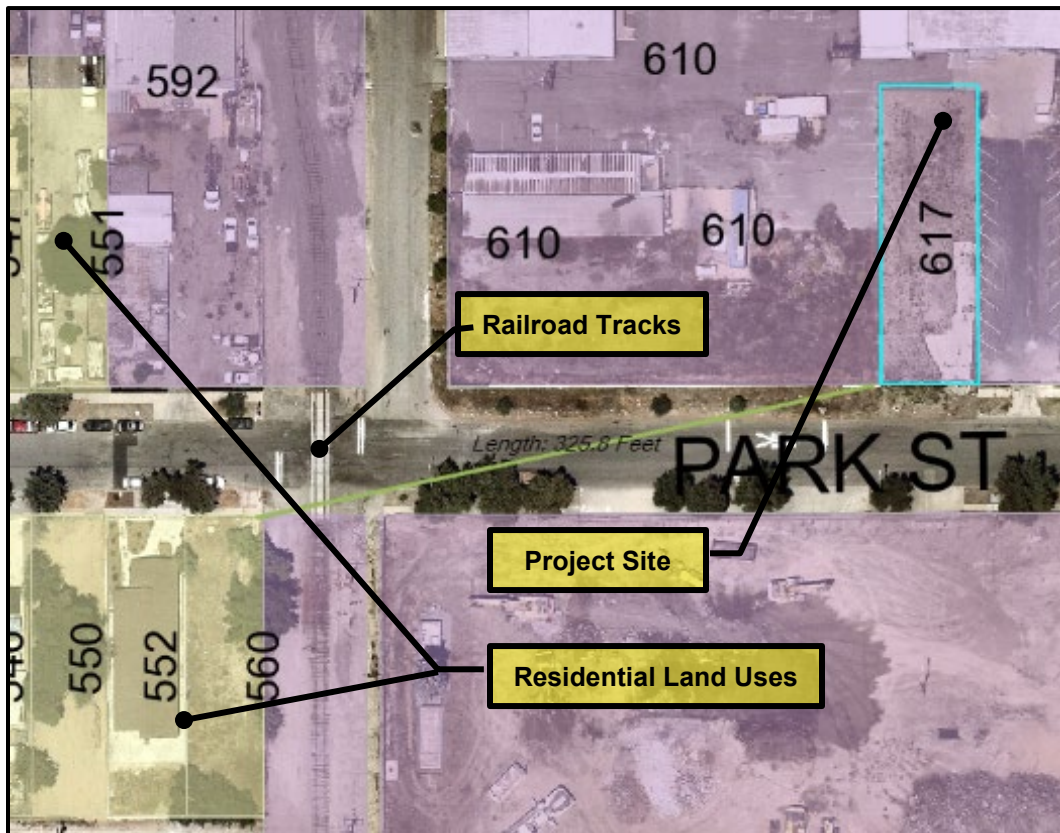 592
610
551
617
610
610
Railroad Tracks
Length: 325.8 Feet
PARK ST
Project Site
550
552
560
Residential Land Uses